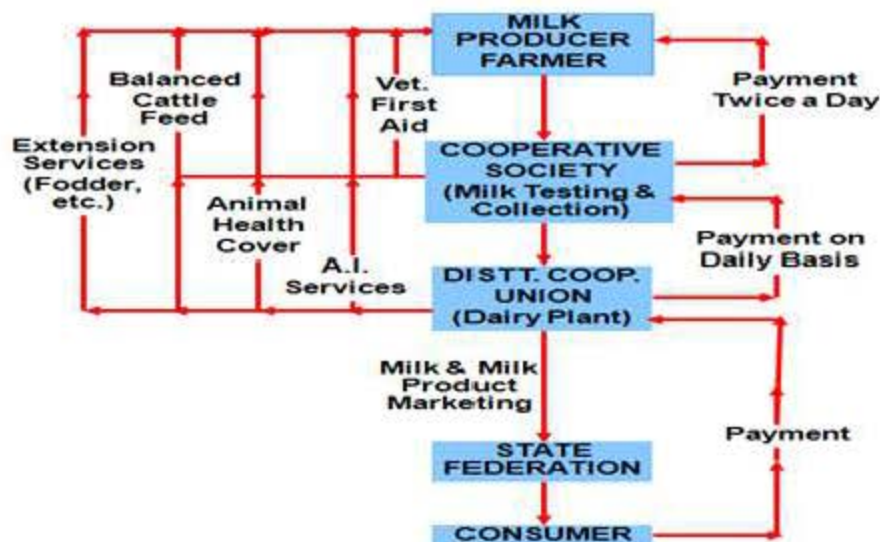 MILK
PRODUCER
FARMER
Balanced
Cattle
Feed
Vet.
First
Aid
Payment
Twice a Day
Extension
Services
(Fodder,
etc.)
COOPERATIVE
SOCIETY
(Milk Testing &
Collection)
Animal
Health
Cover
Payment on
Daily Basis
A.I.
Services
DISTT. COOP.
UNION
(Dairy Plant)
Milk & Milk
Product
Marketing
STATE
FEDERATION
Payment
CONSUMER